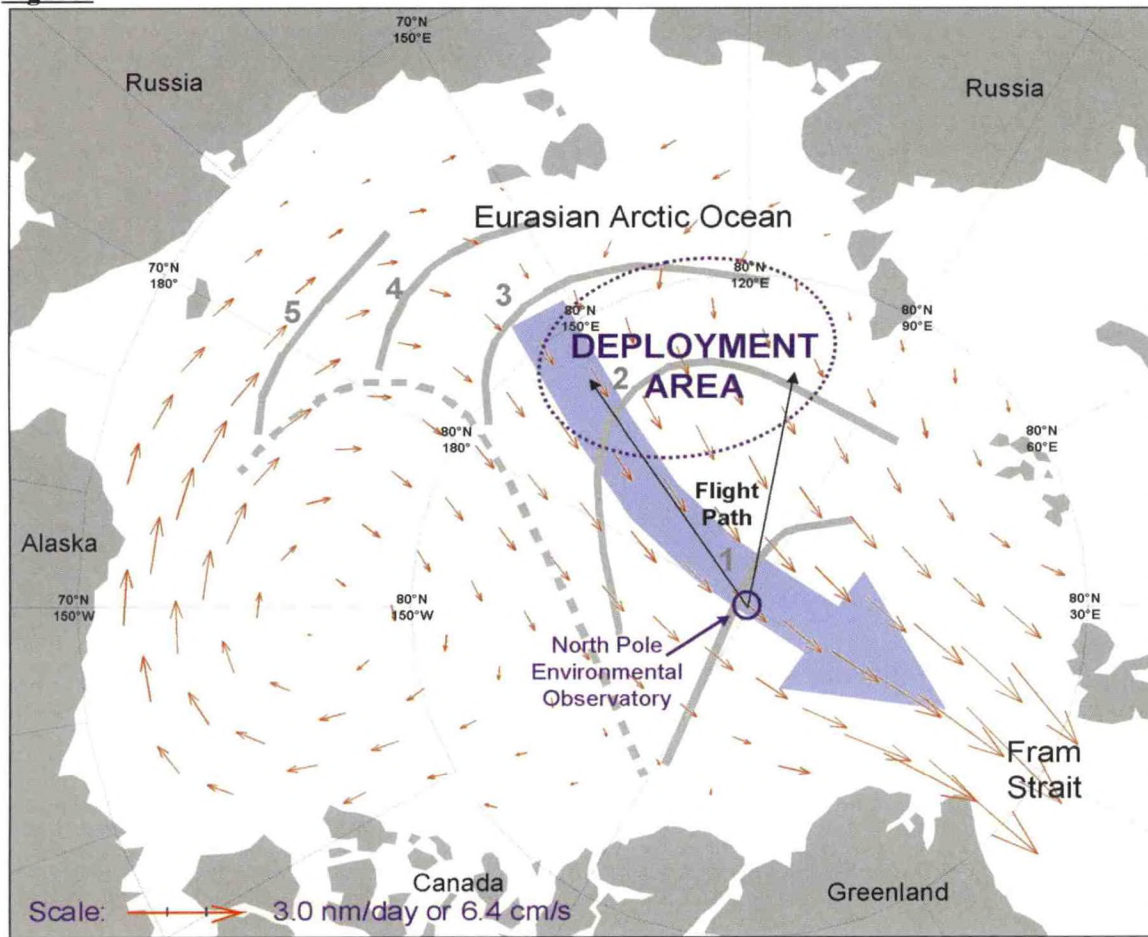 70°N
150°E
Russia
Russia
Eurasian Arctic Ocean
70°N
180°
5
4
3
80°N
120°E
80°N
150°E
80°N
90°E
DEPLOYMENT
AREA
2
80°N
180°
80°N
60°E
Flight
Path
Alaska
1
70°N
150°W
80°N
150°W
80°N
30°E
North Pole
Environmental
Observatory
Fram
Strait
Canada
Greenland
Scale:
3.0 nm/day or 6.4 cm/s